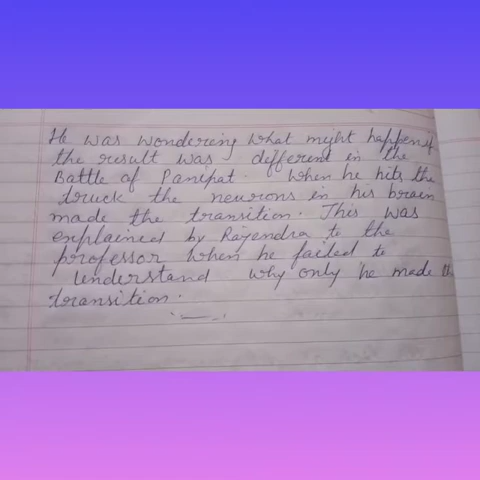 He was wondering what might happen if
the result was different in the
Battle of Panipat. When he hits the
truck the neurons in his brain
made the transition. This was
explained by Rajendra to the
professor when he failed to
understand why only he made the
transition.